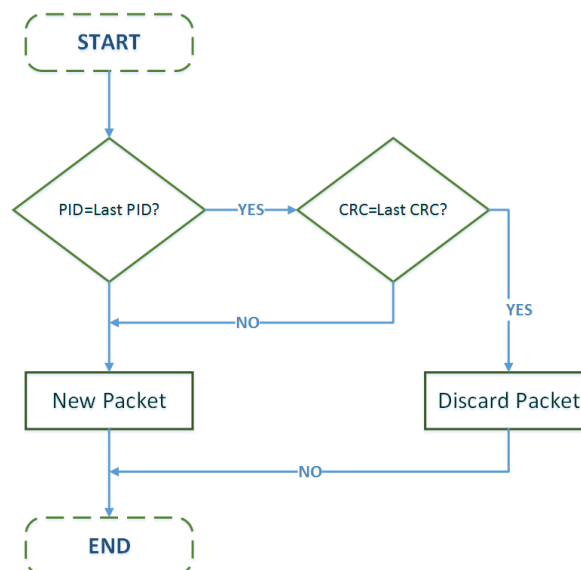 START
PID=Last PID?
YES
CRC=Last CRC?
NO
YES
New Packet
Discard Packet
NO
END